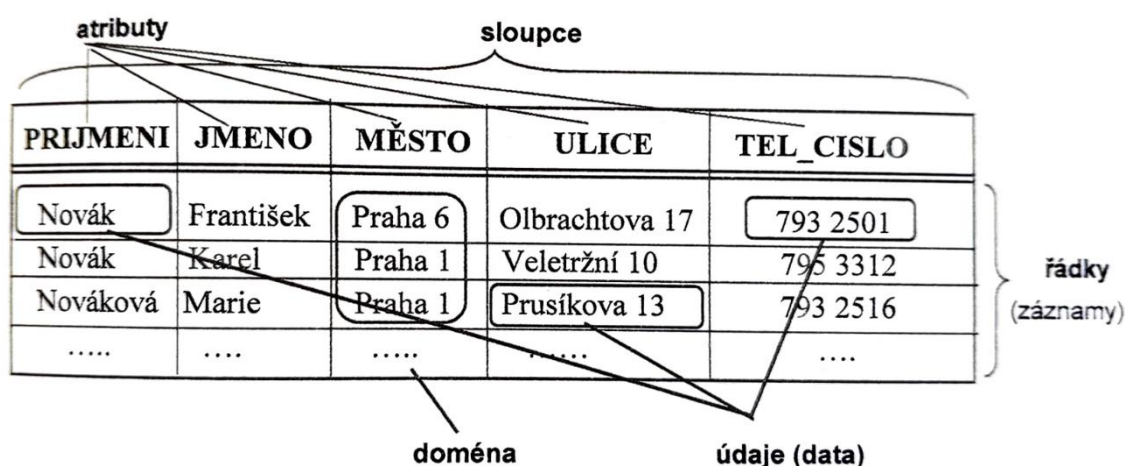 atributy
sloupce
PRIJMENI JMENO MĚSTO ULICE TEL_CISLO
Novák František Praha 6 Olbrachtova 17 793 2501
Novák Karel Praha 1 Veletržní 10 795 3312
Nováková Marie Praha 1 Prusíkova 13 793 2516
..... .... ..... ...... ....
řádky
(záznamy)
doména
údaje (data)